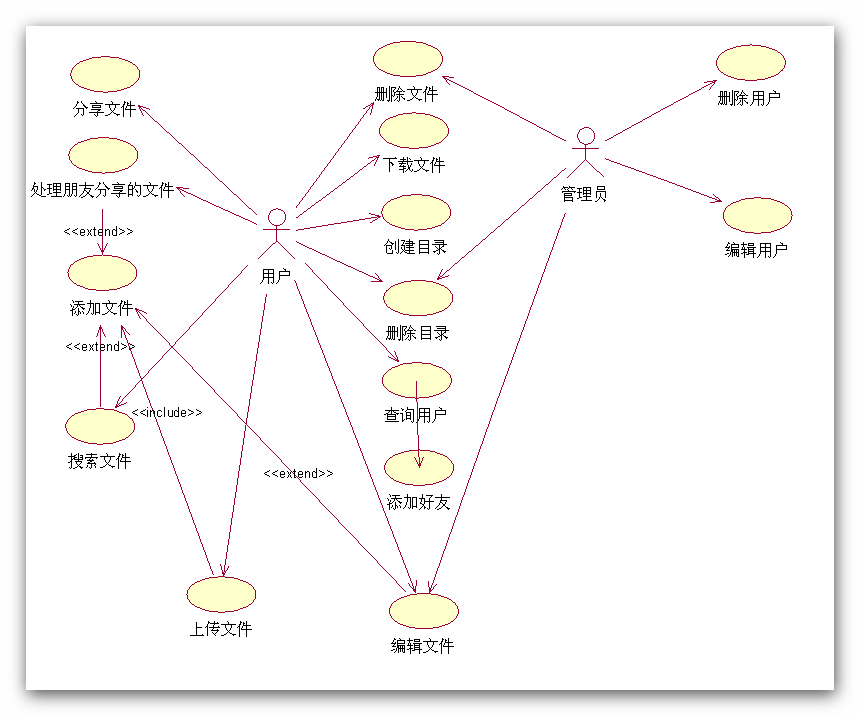 分享文件
删除文件
删除用户
下载文件
处理朋友分享的文件
管理员
<<extend>>
创建目录
编辑用户
用户
添加文件
删除目录
<<extend>>
<<include>>
查询用户
搜索文件
<<extend>>
添加好友
上传文件
编辑文件